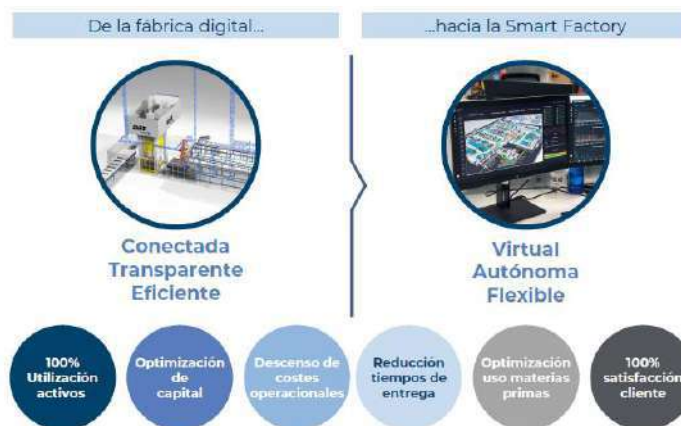 De la fábrica digital...
...hacia la Smart Factory
Conectada
Transparente
Eficiente
Virtual
Autónoma
Flexible
100%
Utilización
activos
Optimización
de
capital
Descenso de
costes
operacionales
Reducción
tiempos de
entrega
Optimización
uso materias
primas
100%
satisfacción
cliente